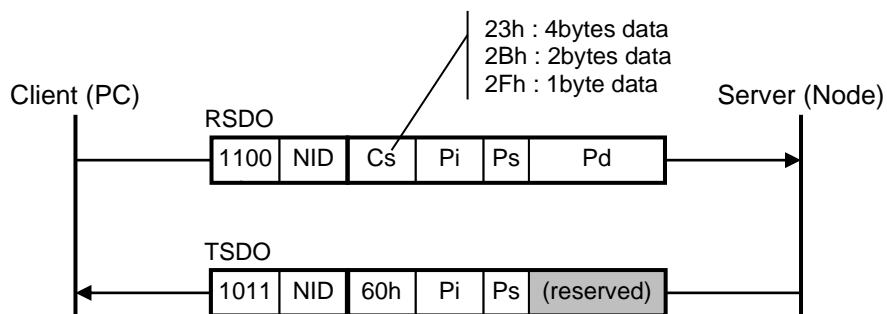 23h : 4bytes data
2Bh : 2bytes data
2Fh : 1byte data
Client (PC)
Server (Node)
RSDO
1100 NID Cs Pi Ps Pd
TSDO
1011 NID 60h Pi Ps (reserved)